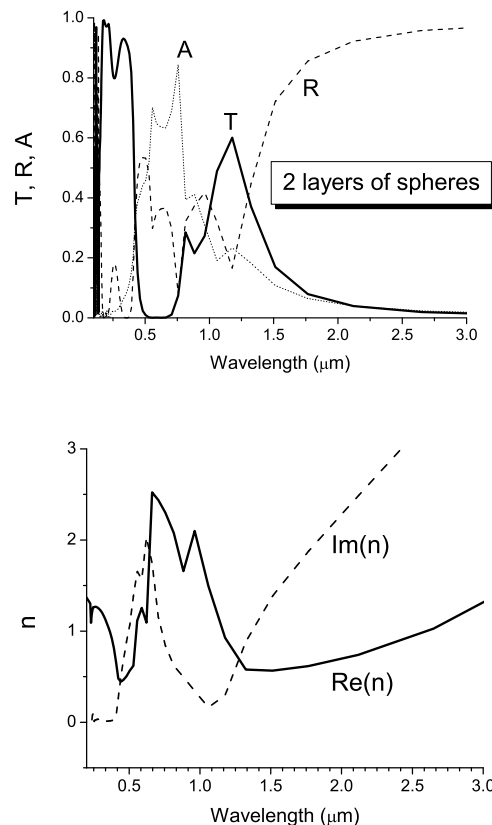 1.0
0.8
0.6
0.4
0.2
0.0
T, R, A
A
T
R
2 layers of spheres
0.5 1.0 1.5 2.0 2.5 3.0
Wavelength (μm)
3
2
1
0
n
Im(n)
Re(n)
0.5 1.0 1.5 2.0 2.5 3.0
Wavelength (μm)